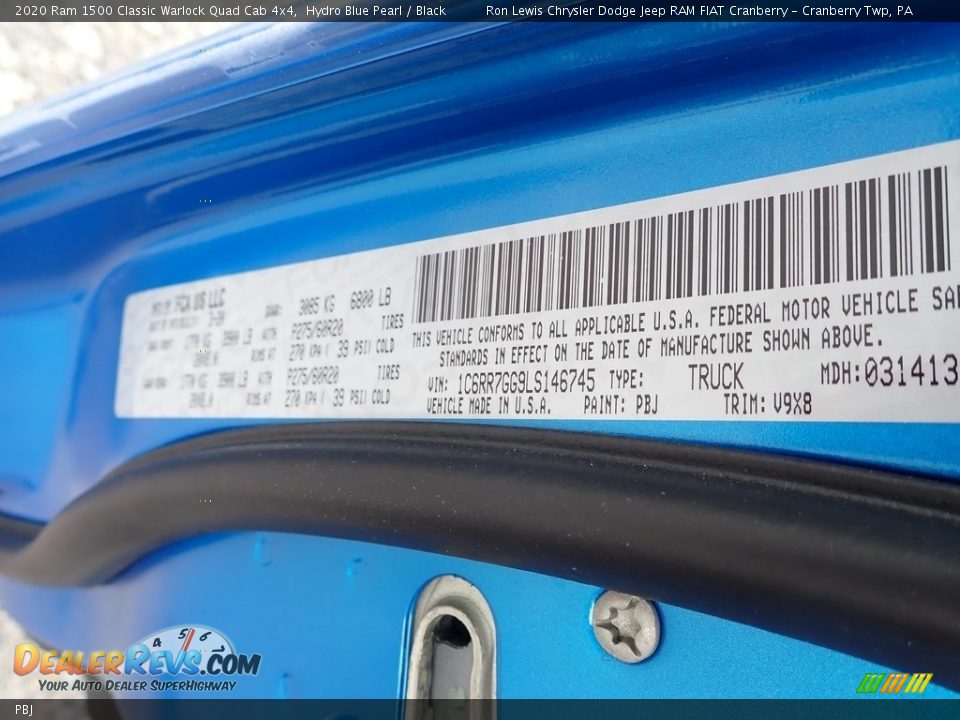 2020 Ram 1500 Classic Warlock Quad Cab 4x4, Hydro Blue Pearl / Black Ron Lewis Chrysler Dodge Jeep RAM FIAT Cranberry - Cranberry Twp, PA
FCA US LLC
3085 KG 6800 LB
P275/60R20 TIRES
270 KPA ( 39 PSI) COLD
P275/60R20 TIRES
270 KPA ( 39 PSI) COLD
THIS VEHICLE CONFORMS TO ALL APPLICABLE U.S.A. FEDERAL MOTOR VEHICLE
STANDARDS IN EFFECT ON THE DATE OF MANUFACTURE SHOWN ABOVE.
VIN: 1C6RR7GG9LS146745 TYPE: TRUCK MDH: 031413
VEHICLE MADE IN U.S.A. PAINT: PBJ TRIM: V9X8
4 5 6
DEALERREVS.COM
YOUR AUTO DEALER SUPERHIGHWAY
PBJ